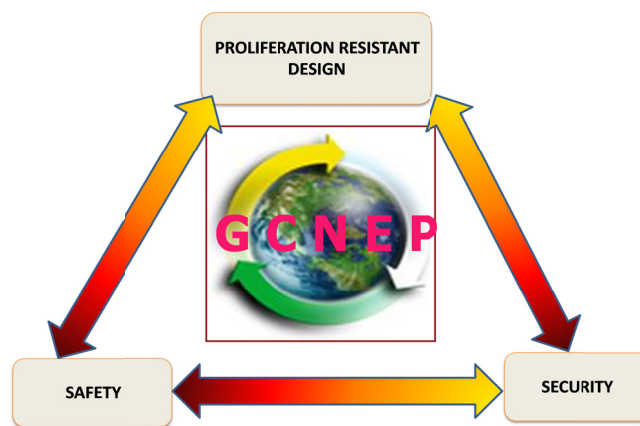 PROLIFERATION RESISTANT
DESIGN
G C N E P
SAFETY
SECURITY